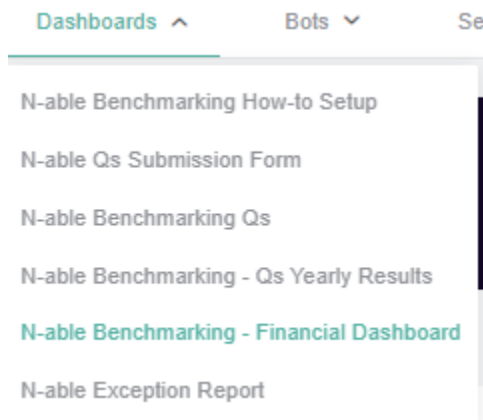 Dashboards Bots Se
N-able Benchmarking How-to Setup
N-able Qs Submission Form
N-able Benchmarking Qs
N-able Benchmarking - Qs Yearly Results
N-able Benchmarking - Financial Dashboard
N-able Exception Report